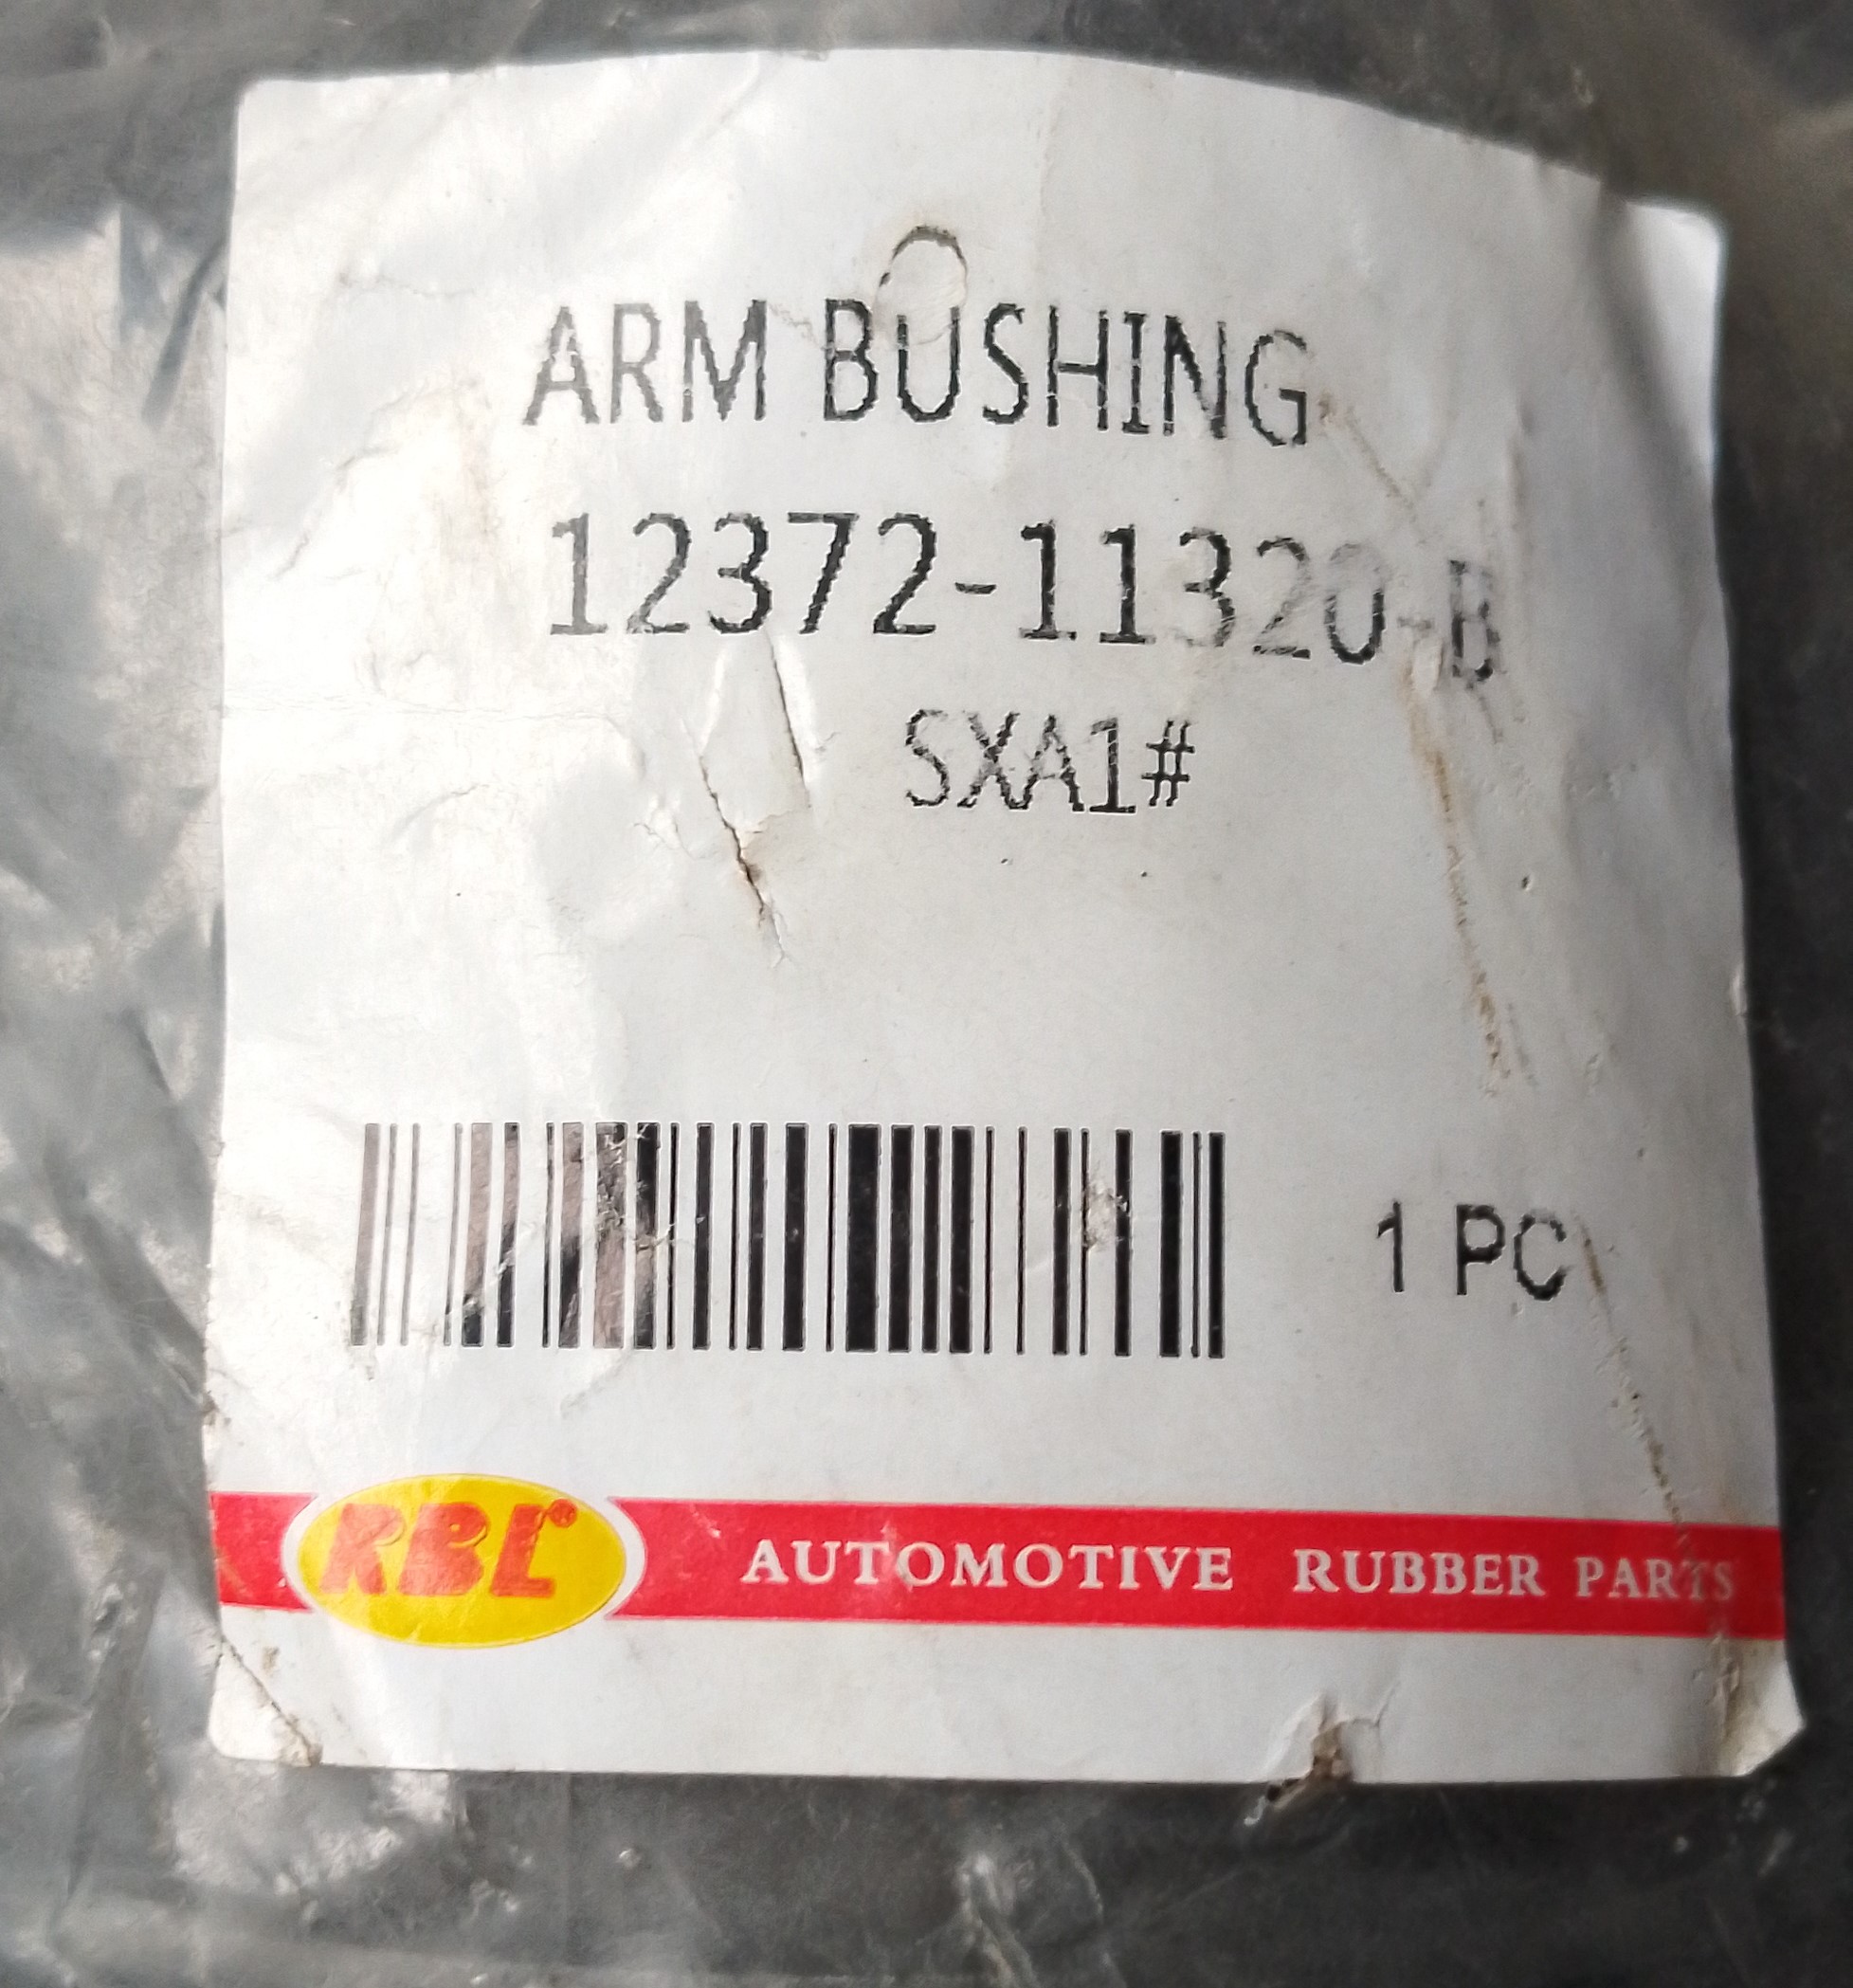 ARM BUSHING
12372-11320-B
SXA1#
1 PC
RBL®
AUTOMOTIVE RUBBER PARTS